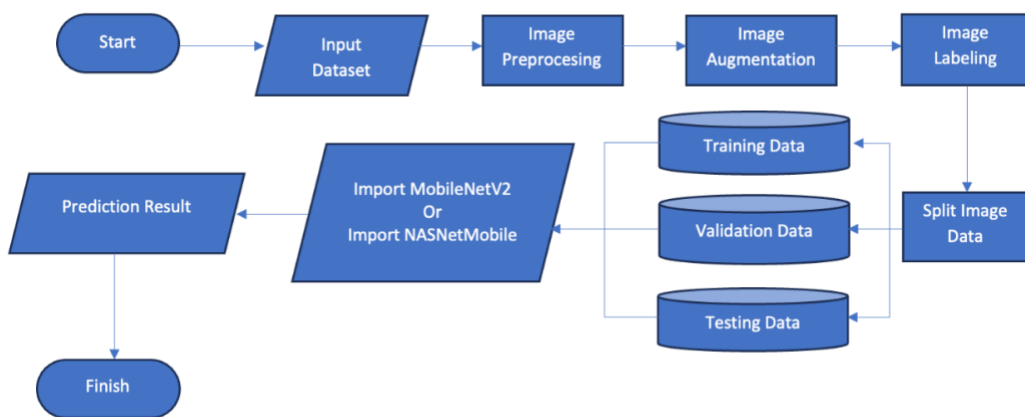 Start
Input
Dataset
Image
Preprocesing
Image
Augmentation
Image
Labeling
Split Image
Data
Training Data
Validation Data
Testing Data
Import MobileNetV2
Or
Import NASNetMobile
Prediction Result
Finish